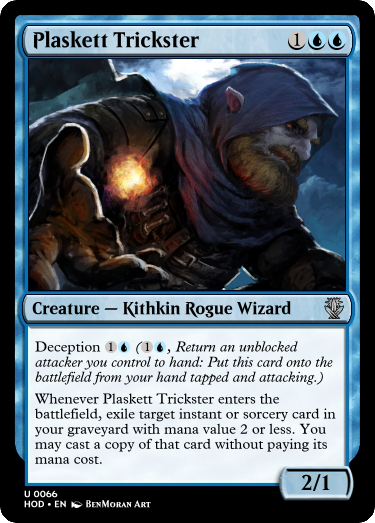 Plaskett Trickster 1
Creature — Kithkin Rogue Wizard
Deception 1 (1, Return an unblocked
attacker you control to hand: Put this card onto the
battlefield from your hand tapped and attacking.)
Whenever Plaskett Trickster enters the
battlefield, exile target instant or sorcery card in
your graveyard with mana value 2 or less. You
may cast a copy of that card without paying its
mana cost.
2/1
U 0066
HOD • EN BenMoran Art